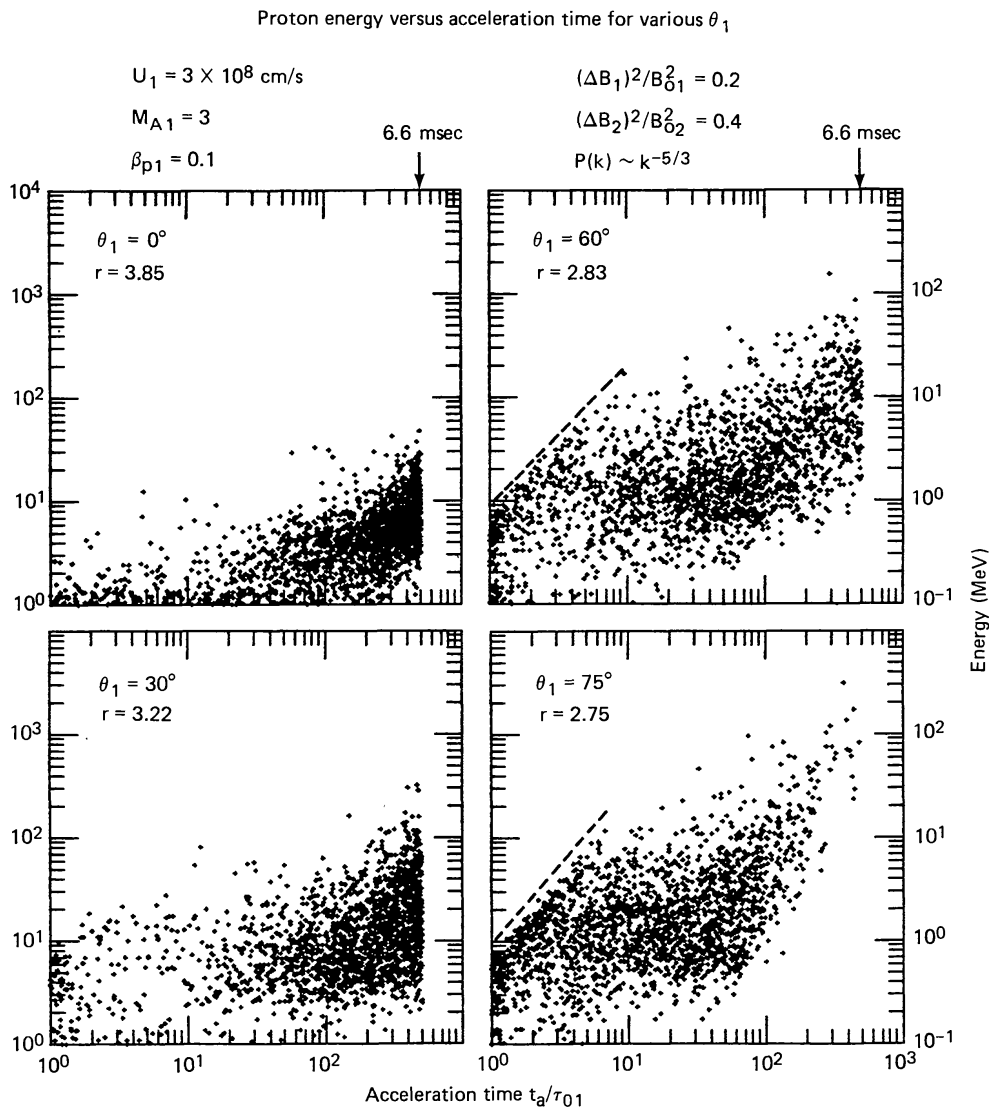 Proton energy versus acceleration time for various θ1
U1 = 3 × 10^8 cm/s
MA1 = 3
βp1 = 0.1
(ΔB1)^2/B01^2 = 0.2
(ΔB2)^2/B02^2 = 0.4
P(k) ~ k^-5/3
6.6 msec
6.6 msec
10^4
10^3
10^2
10^1
10^0
θ1 = 0°
r = 3.85
θ1 = 60°
r = 2.83
10^2
10^1
10^0
10^-1
10^3
10^2
10^1
10^0
θ1 = 30°
r = 3.22
θ1 = 75°
r = 2.75
10^2
10^1
10^0
10^-1
Energy (MeV)
10^0 10^1 10^2 10^0 10^1 10^2 10^3
Acceleration time ta/τ01